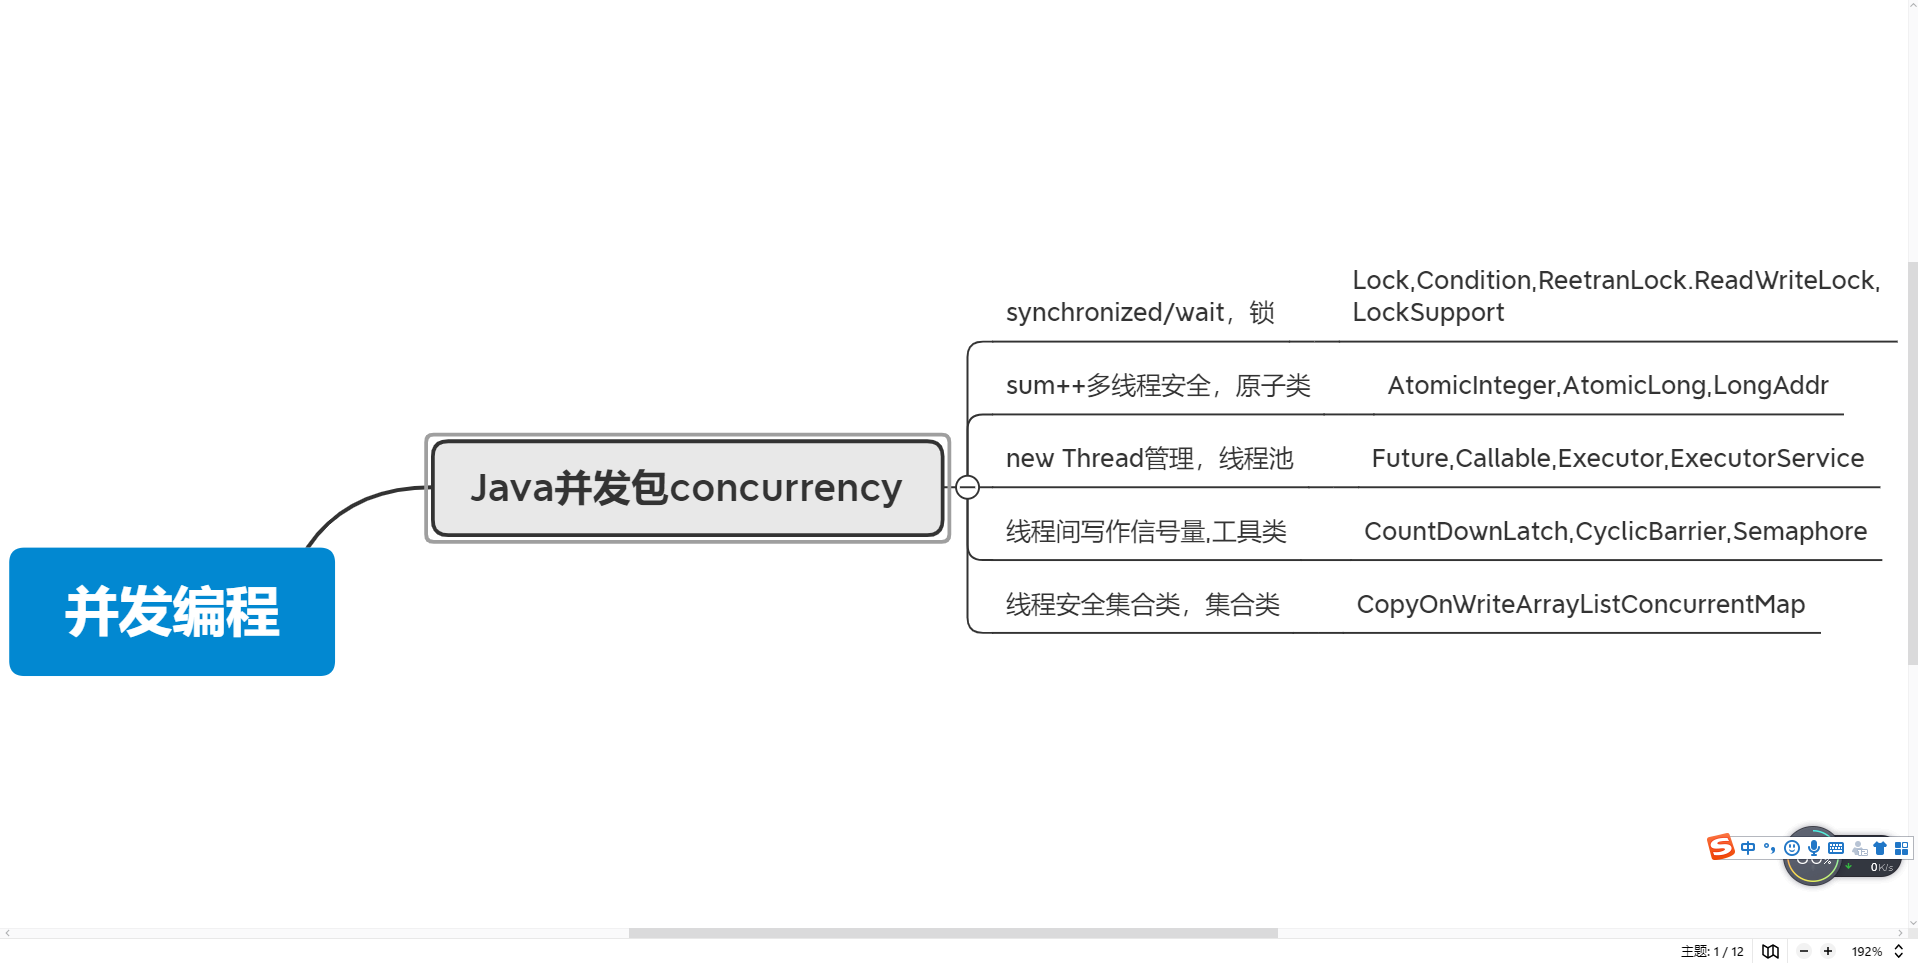 Lock,Condition,ReetranLock.ReadWriteLock,
synchronized/wait，锁
LockSupport
sum++多线程安全，原子类
AtomicInteger,AtomicLong,LongAddr
new Thread管理，线程池
Future,Callable,Executor,ExecutorService
Java并发包concurrency
线程间写作信号量,工具类
CountDownLatch,CyclicBarrier,Semaphore
并发编程
线程安全集合类，集合类
CopyOnWriteArrayListConcurrentMap
中
0K/s
主题: 1 / 12
192%